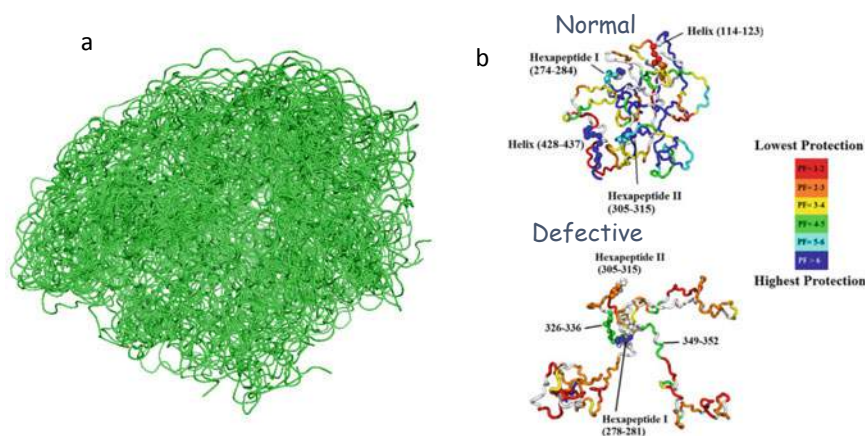 a
b
Normal
Helix (114-123)
Hexapeptide I
(274-284)
Helix (428-437)
Hexapeptide II
(305-315)
Lowest Protection
PF= 1-2
PF= 2-3
PF= 3-4
PF= 4-5
PF= 5-6
PF > 6
Highest Protection
Defective
Hexapeptide II
(305-315)
326-336
349-352
Hexapeptide I
(278-281)